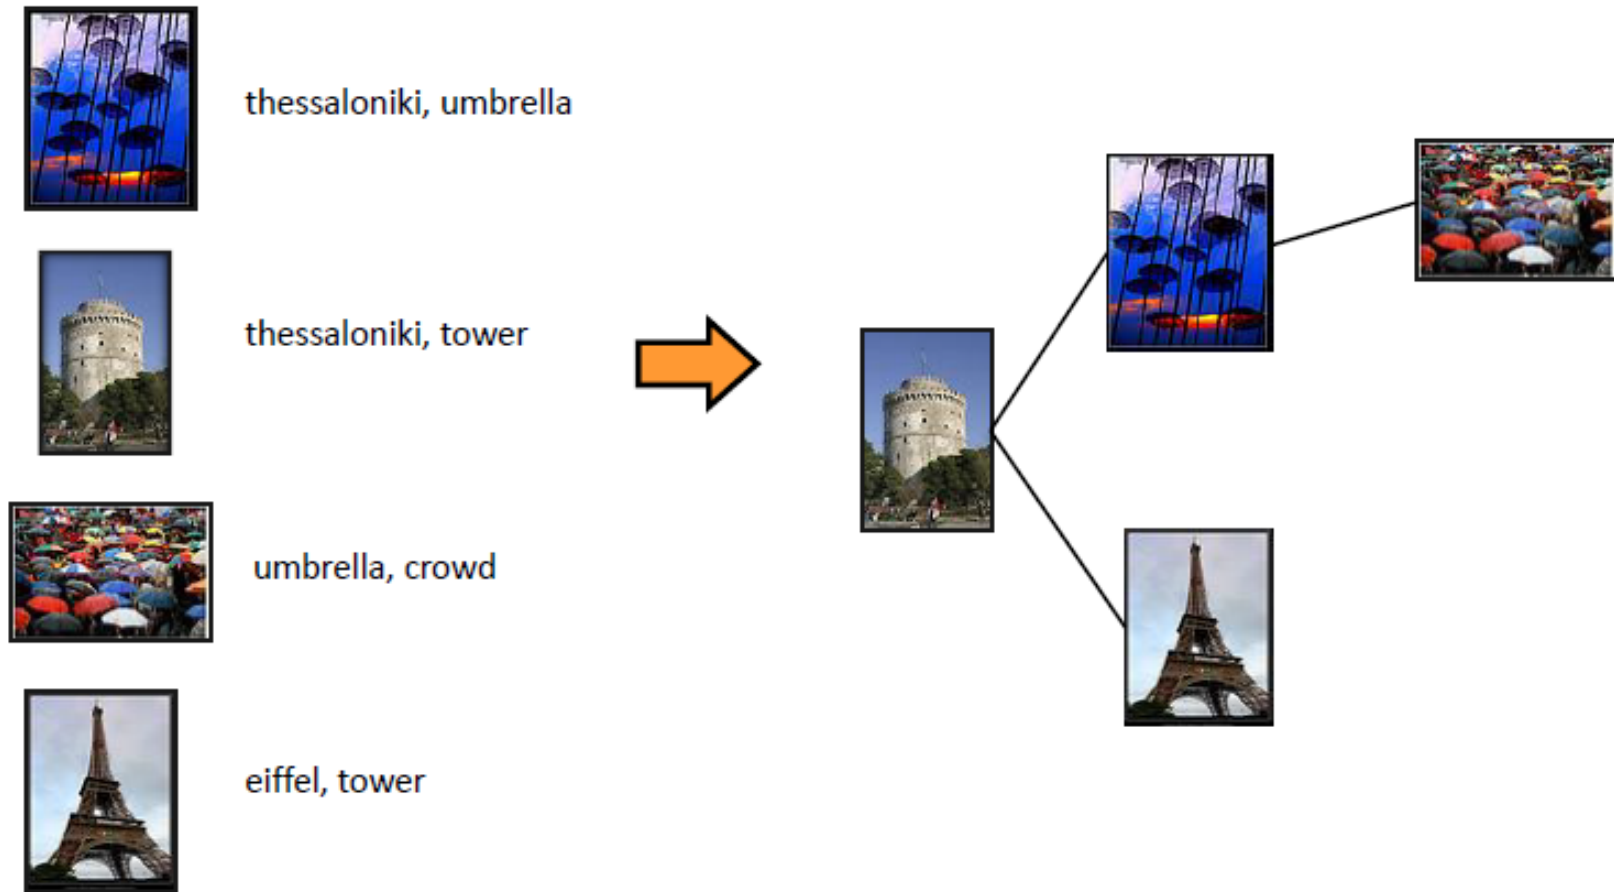 thessaloniki, umbrella
thessaloniki, tower
umbrella, crowd
eiffel, tower